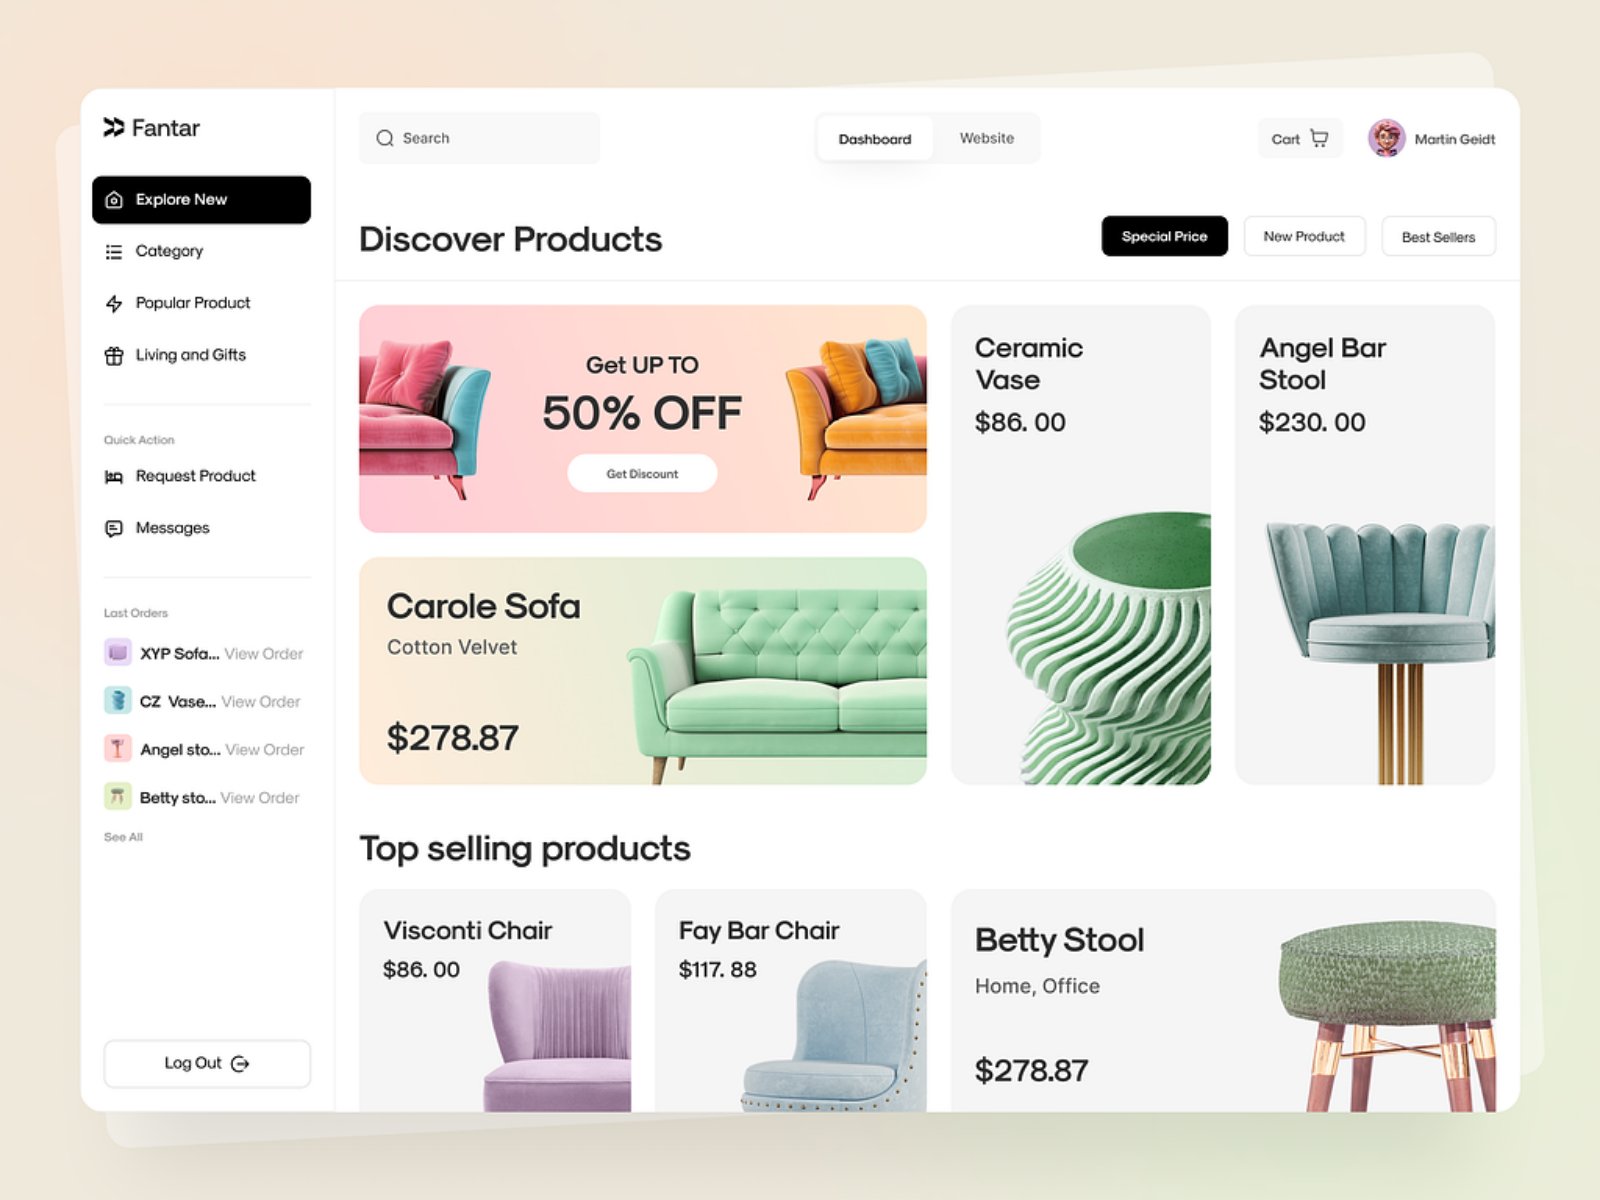 Fantar
Explore New
Category
Popular Product
Living and Gifts
Quick Action
Request Product
Messages
Last Orders
XYP Sofa... View Order
CZ Vase... View Order
Angel sto... View Order
Betty sto... View Order
See All
Log Out
Search
Dashboard
Website
Cart
Martin Geidt
Discover Products
Special Price
New Product
Best Sellers
Get UP TO
50% OFF
Get Discount
Carole Sofa
Cotton Velvet
$278.87
Ceramic
Vase
$86. 00
Angel Bar
Stool
$230. 00
Top selling products
Visconti Chair
$86. 00
Fay Bar Chair
$117. 88
Betty Stool
Home, Office
$278.87